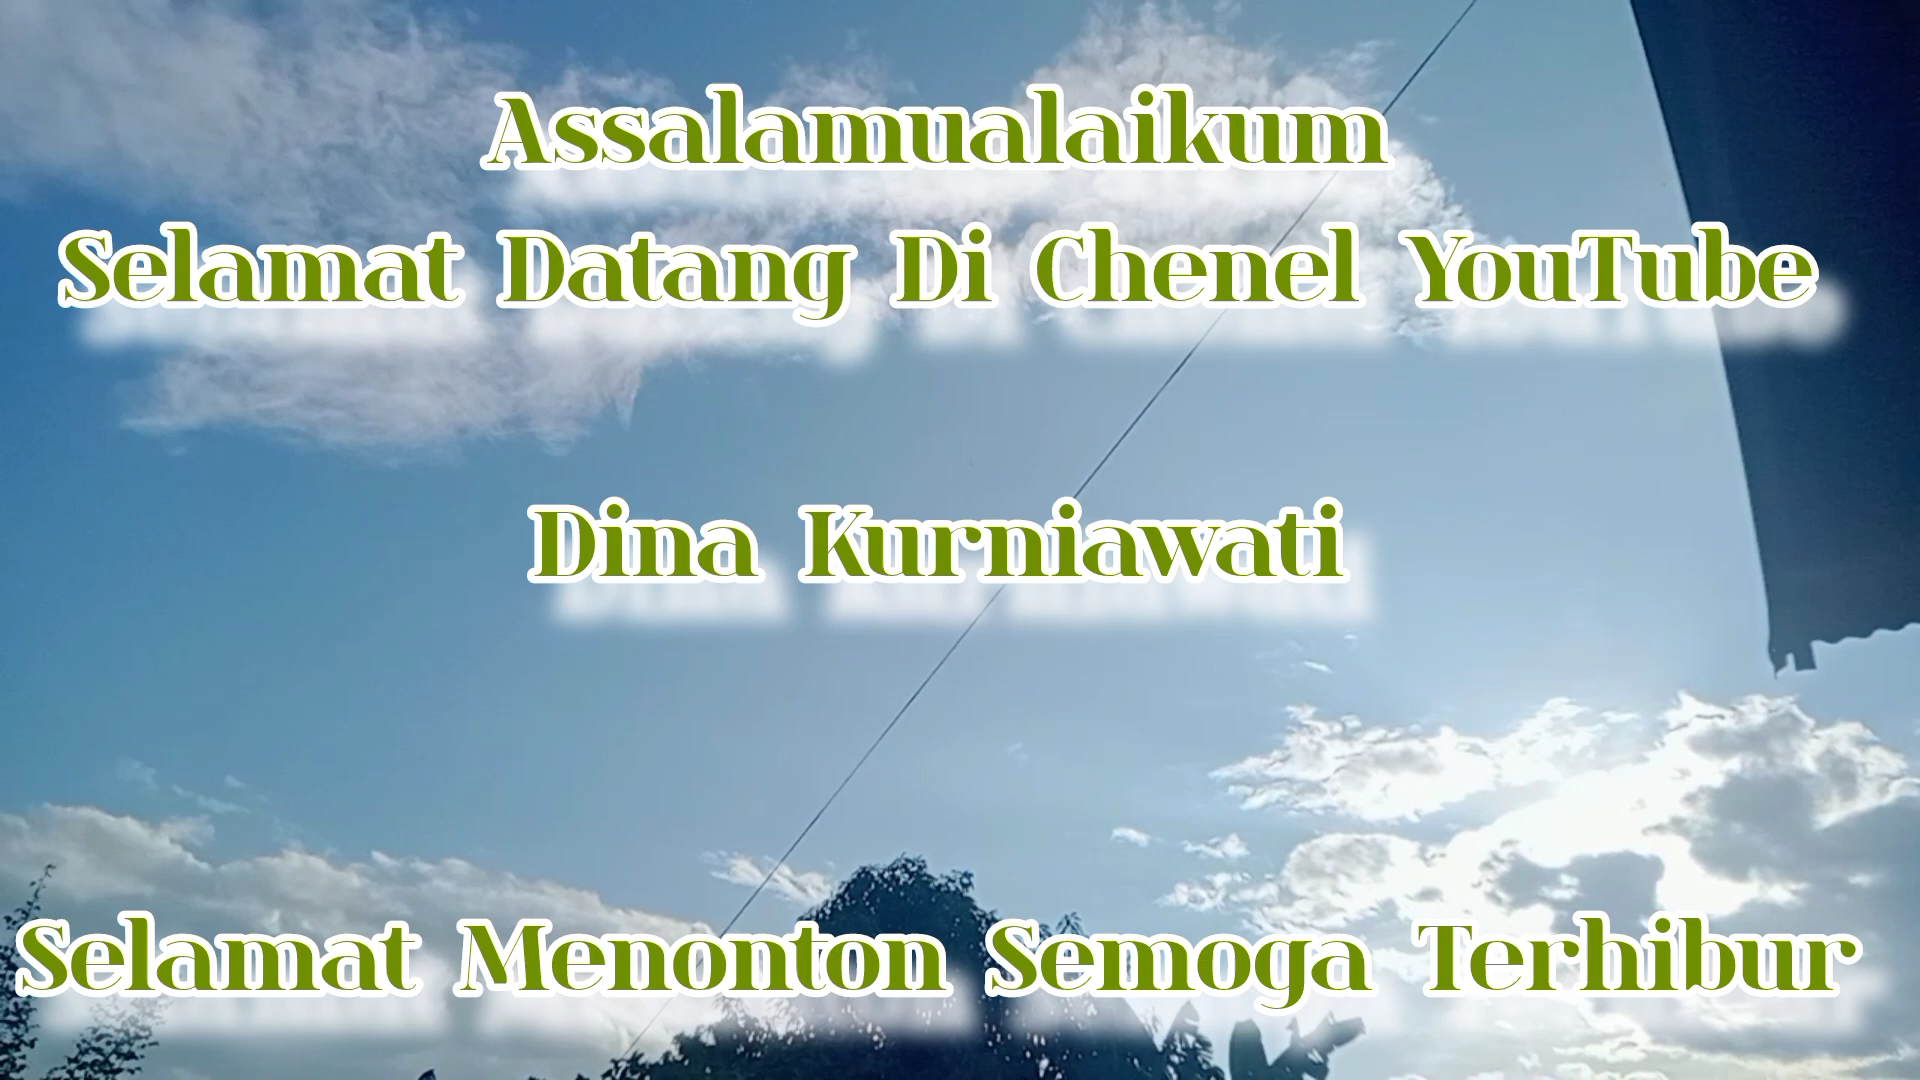 Assalamualaikum
Selamat Datang Di Chenel YouTube
Dina Kurniawati
Selamat Menonton Semoga Terhibur